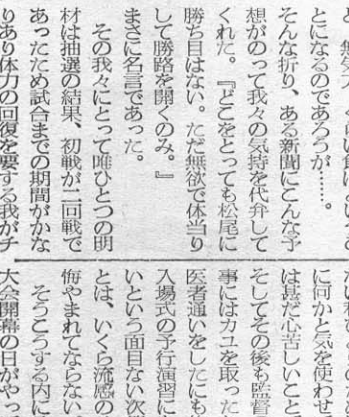 とになるのであろうが……。
そんな折り、ある新聞にこんな予
想がのって我々の気持を代弁して
くれた。『どこをとっても松尾に
勝ち目はない。ただ無欲で体当り
して勝路を開くのみ。』
まさに名言であった。
その我々にとって唯ひとつの明
材は抽選の結果、初戦が二回戦で
あったため試合までの期間がかな
りあり体力の回復を要する我がチ
に何かと気を使わせ
は甚だ心苦しいこと
そしてその後も監督
事にはカユを取った
医者通いをしたにも
入場式の予行演習に
いという面目ない次
とは、いくら流感の
悔やまれてならない
そうこうする内に
大会開幕の日がや